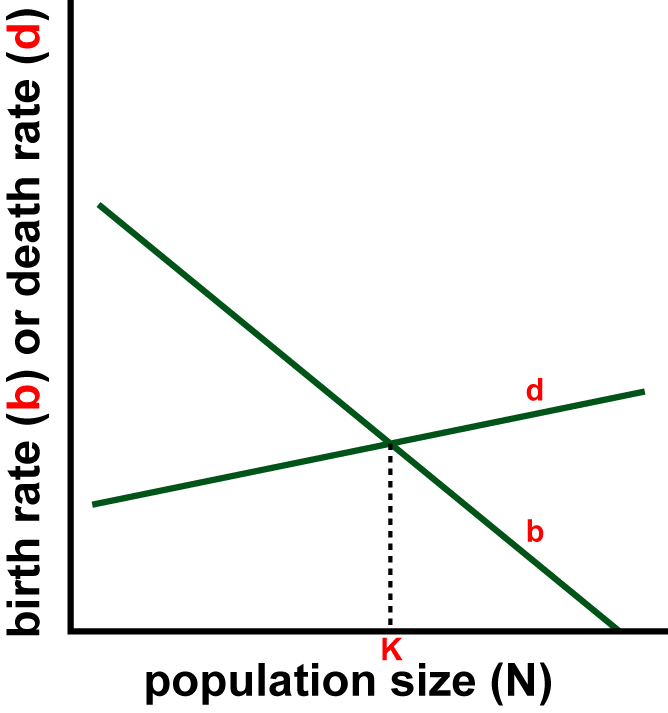 birth rate (b) or death rate (d)
d
b
K
population size (N)